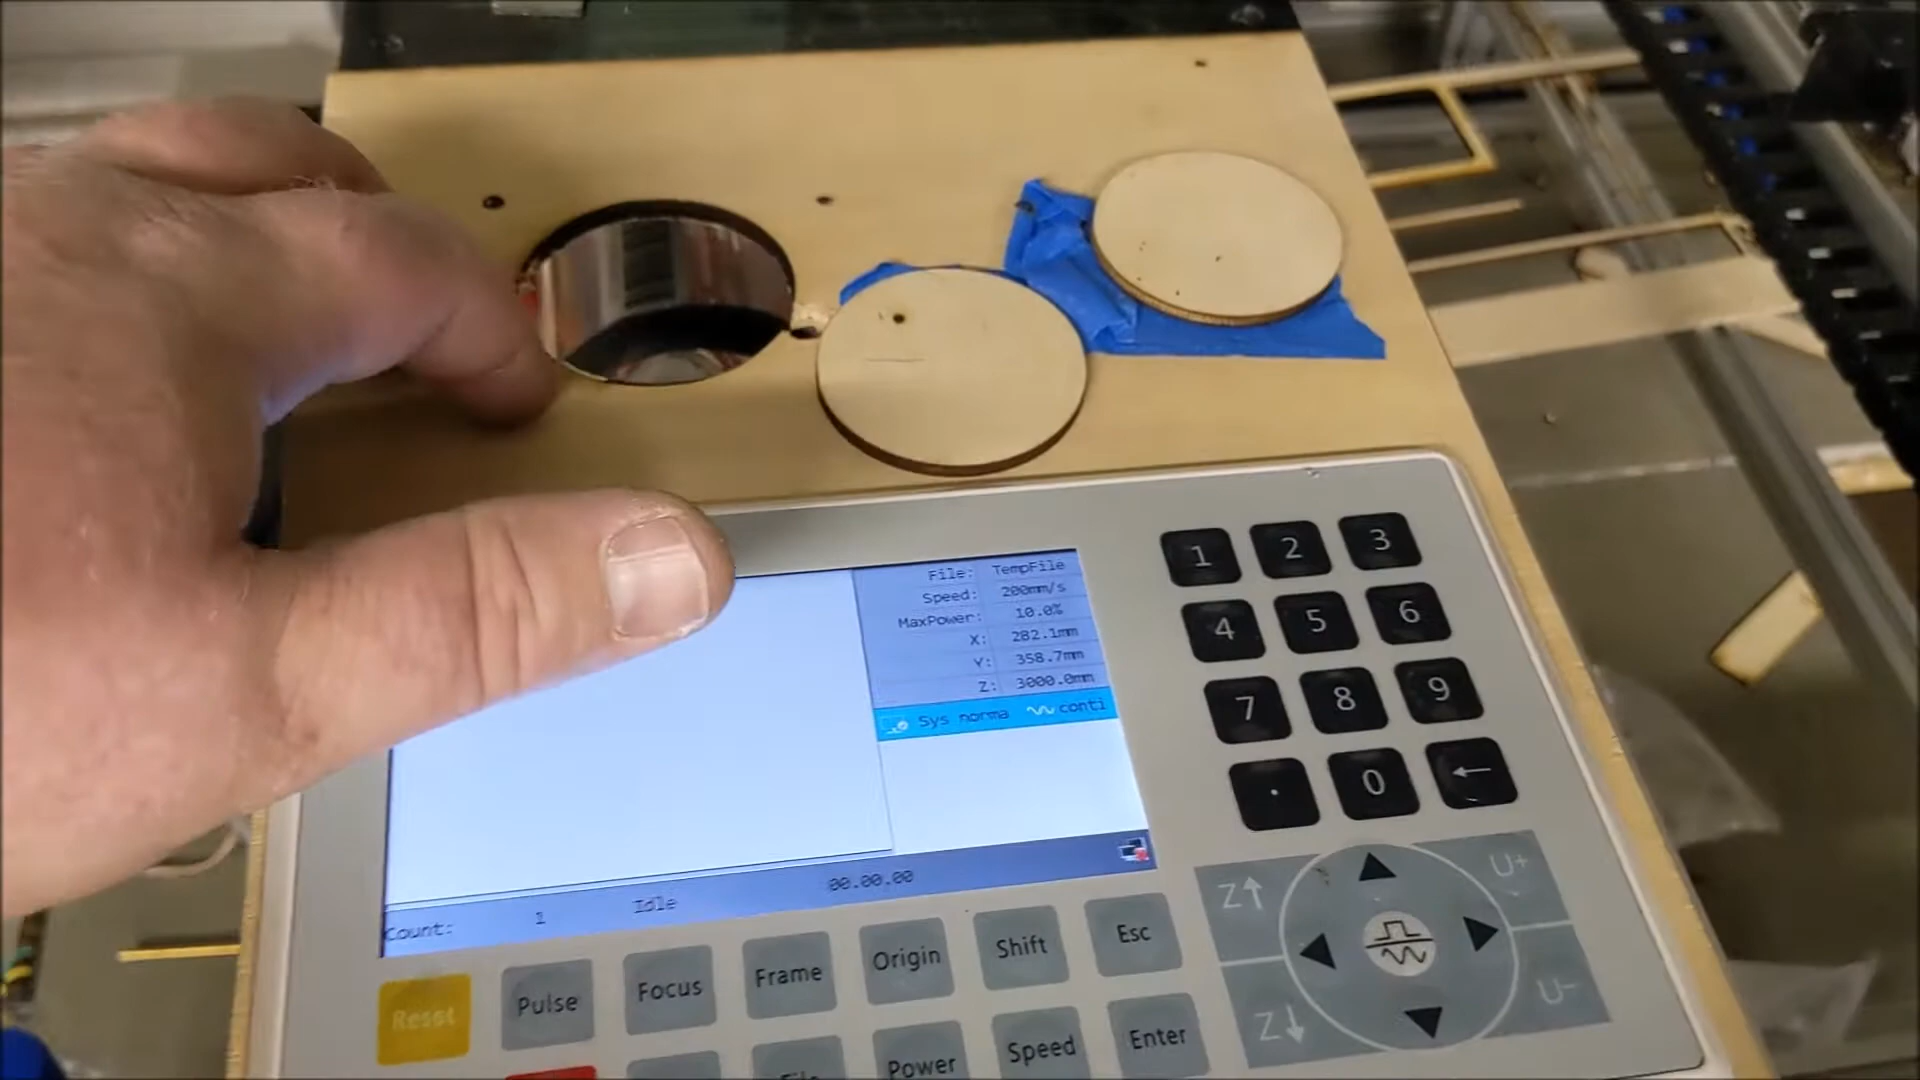 File: TempFile
Speed: 200mm/s
MaxPower: 10.0%
X: 282.1mm
Y: 358.7mm
Z: 3000.0mm
Sys norma conti
Count: 1 Idle 00.00.00
1 2 3
4 5 6
7 8 9
. 0 ←
Z↑ U+
Z↓ U-
Reset Pulse Focus Frame Origin Shift Esc
File Power Speed Enter